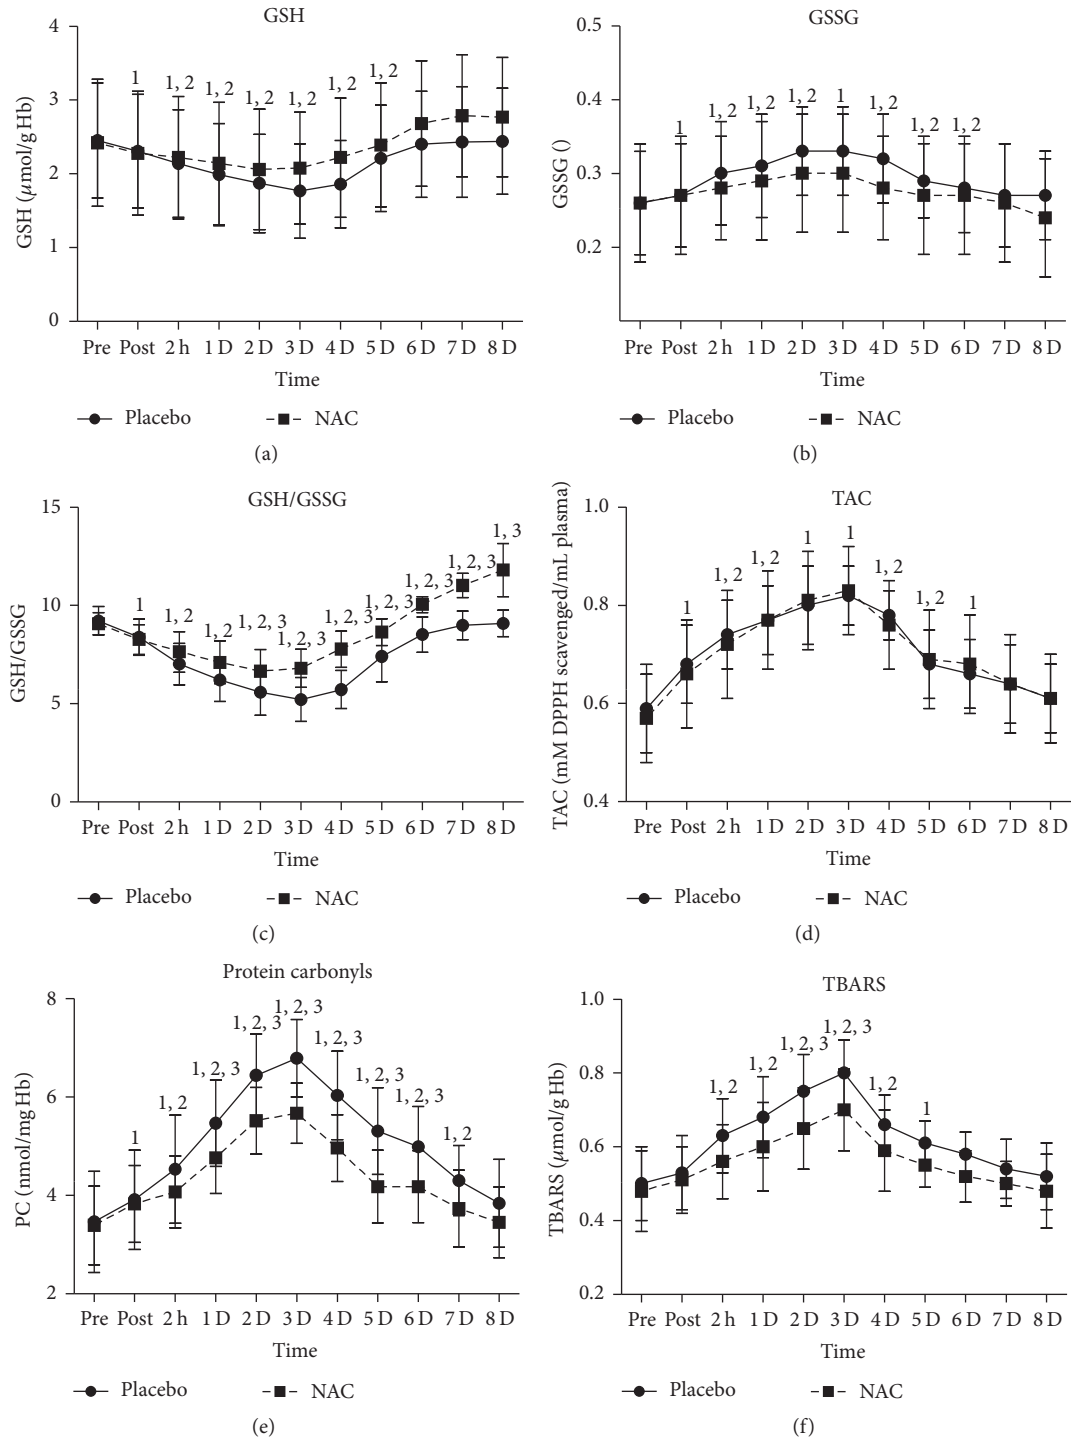 GSH
4
3
2
1
0
GSH (μmol/g Hb)
1
1, 2
1, 2
1, 2
1, 2
1, 2
1, 2
Pre Post 2 h 1 D 2 D 3 D 4 D 5 D 6 D 7 D 8 D
Time
Placebo NAC
(a)
GSSG
0.5
0.4
0.3
0.2
GSSG ()
1
1, 2
1, 2
1, 2
1
1, 2
1, 2
1, 2
Pre Post 2 h 1 D 2 D 3 D 4 D 5 D 6 D 7 D 8 D
Time
Placebo NAC
(b)
GSH/GSSG
15
10
5
0
GSH/GSSG
1
1, 2
1, 2
1, 2, 3
1, 2, 3
1, 2, 3
1, 2, 3
1, 2, 3
1, 2, 3
1, 3
Pre Post 2 h 1 D 2 D 3 D 4 D 5 D 6 D 7 D 8 D
Time
Placebo NAC
(c)
TAC
1.0
0.8
0.6
0.4
TAC (mM DPPH scavenged/mL plasma)
1
1, 2
1, 2
1
1
1, 2
1, 2
1
Pre Post 2 h 1 D 2 D 3 D 4 D 5 D 6 D 7 D 8 D
Time
Placebo NAC
(d)
Protein carbonyls
8
6
4
2
PC (nmol/mg Hb)
1
1, 2
1, 2, 3
1, 2, 3
1, 2, 3
1, 2, 3
1, 2, 3
1, 2, 3
1, 2
Pre Post 2 h 1 D 2 D 3 D 4 D 5 D 6 D 7 D 8 D
Time
Placebo NAC
(e)
TBARS
1.0
0.8
0.6
0.4
0.2
TBARS (μmol/g Hb)
1, 2
1, 2
1, 2, 3
1, 2, 3
1, 2
1
Pre Post 2 h 1 D 2 D 3 D 4 D 5 D 6 D 7 D 8 D
Time
Placebo NAC
(f)